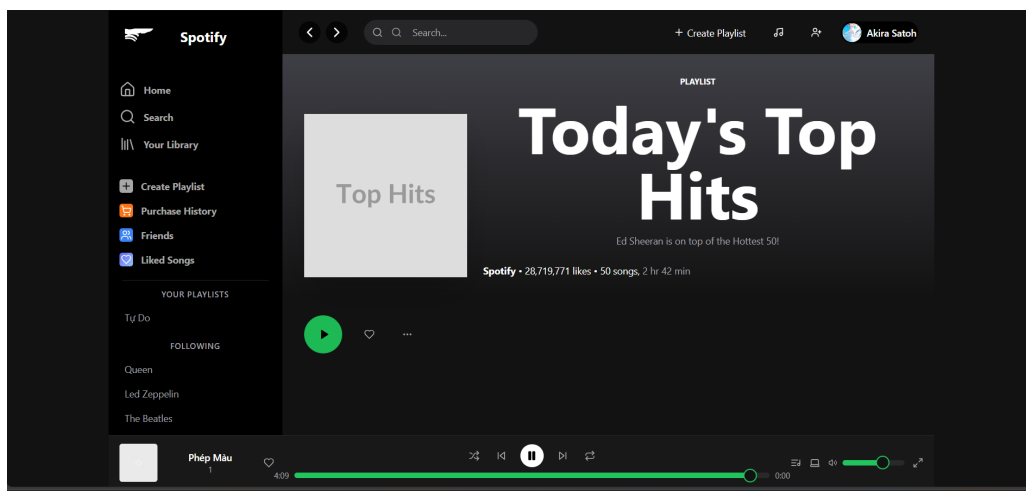 Spotify
Search...
+ Create Playlist
Akira Satoh
Home
Search
Your Library
Create Playlist
Purchase History
Friends
Liked Songs
YOUR PLAYLISTS
Tự Do
FOLLOWING
Queen
Led Zeppelin
The Beatles
PLAYLIST
Today's Top
Hits
Top Hits
Ed Sheeran is on top of the Hottest 50!
Spotify • 28,719,771 likes • 50 songs, 2 hr 42 min
Phép Màu
1
4:09
0:00